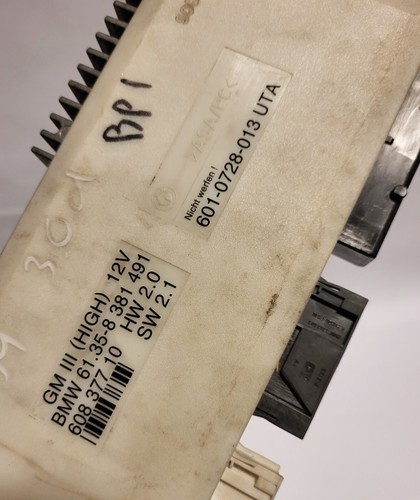 BP1
Nicht werfen !
601-0728-013 UTA
30d
GM III (HIGH) 12V
BMW 61.35-8 381 491
608 377 10 HW 2.0
SW 2.1